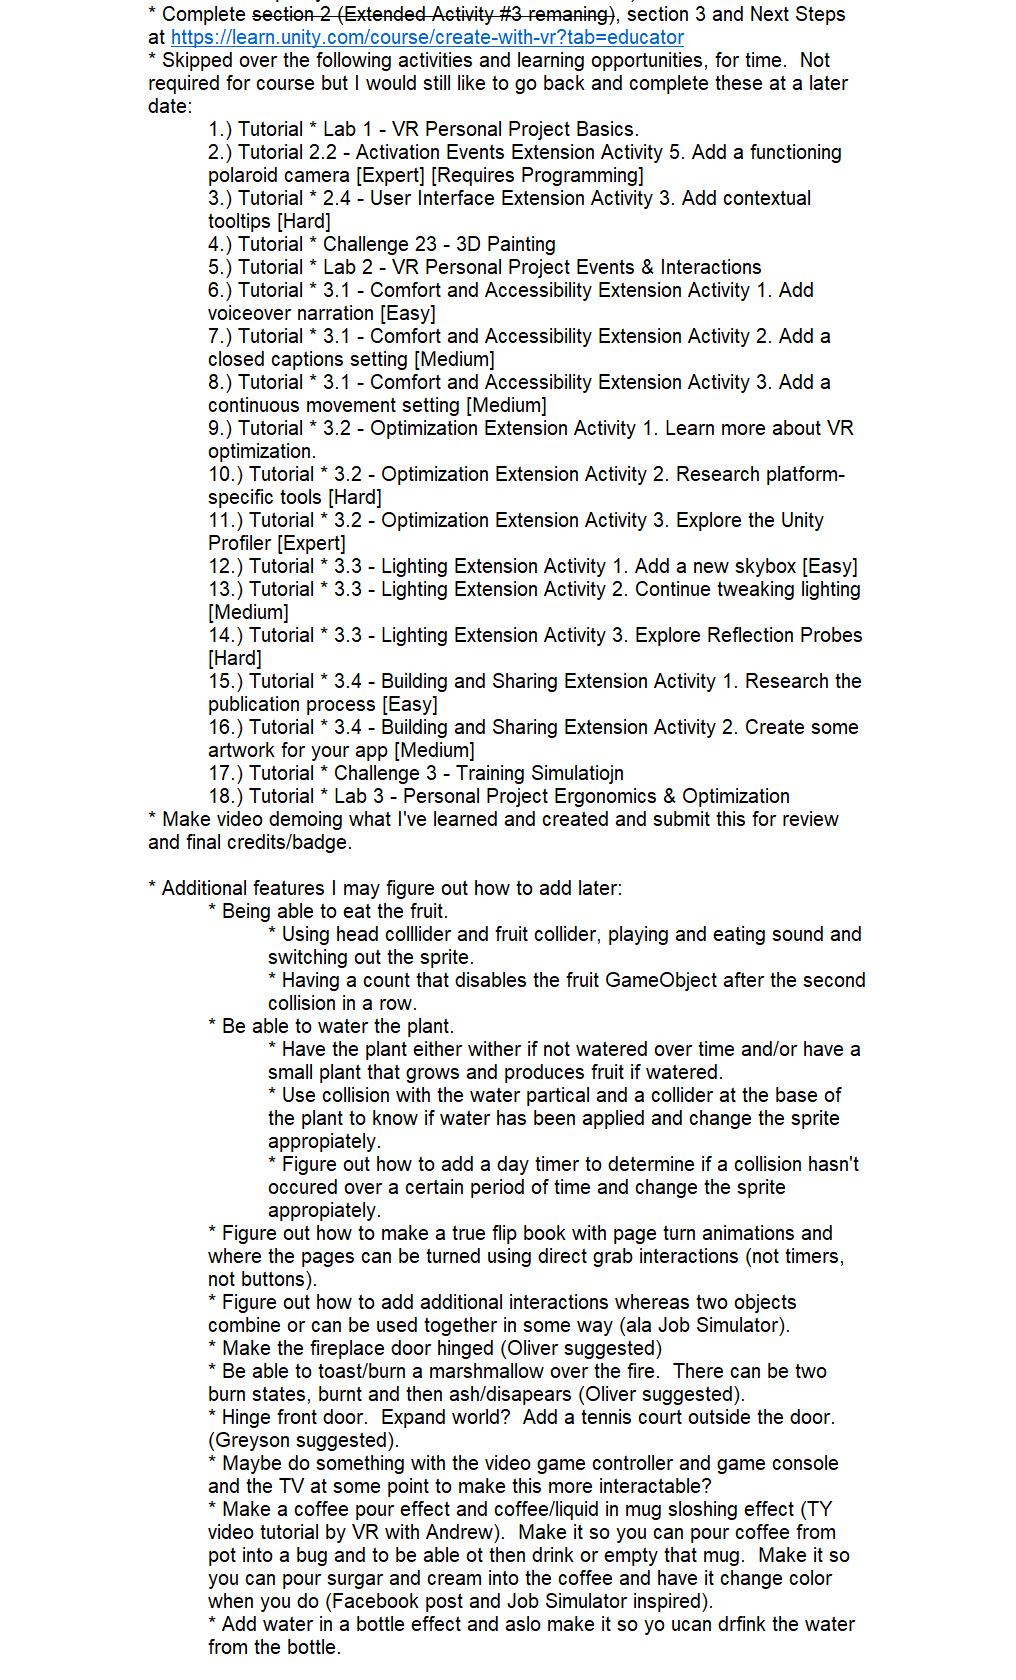 * Complete section 2 (Extended Activity #3 remaning), section 3 and Next Steps
at https://learn.unity.com/course/create-with-vr?tab=educator
* Skipped over the following activities and learning opportunities, for time.  Not
required for course but I would still like to go back and complete these at a later
date:
1.) Tutorial * Lab 1 - VR Personal Project Basics.
2.) Tutorial 2.2 - Activation Events Extension Activity 5. Add a functioning
polaroid camera [Expert] [Requires Programming]
3.) Tutorial * 2.4 - User Interface Extension Activity 3. Add contextual
tooltips [Hard]
4.) Tutorial * Challenge 23 - 3D Painting
5.) Tutorial * Lab 2 - VR Personal Project Events & Interactions
6.) Tutorial * 3.1 - Comfort and Accessibility Extension Activity 1. Add
voiceover narration [Easy]
7.) Tutorial * 3.1 - Comfort and Accessibility Extension Activity 2. Add a
closed captions setting [Medium]
8.) Tutorial * 3.1 - Comfort and Accessibility Extension Activity 3. Add a
continuous movement setting [Medium]
9.) Tutorial * 3.2 - Optimization Extension Activity 1. Learn more about VR
optimization.
10.) Tutorial * 3.2 - Optimization Extension Activity 2. Research platform-
specific tools [Hard]
11.) Tutorial * 3.2 - Optimization Extension Activity 3. Explore the Unity
Profiler [Expert]
12.) Tutorial * 3.3 - Lighting Extension Activity 1. Add a new skybox [Easy]
13.) Tutorial * 3.3 - Lighting Extension Activity 2. Continue tweaking lighting
[Medium]
14.) Tutorial * 3.3 - Lighting Extension Activity 3. Explore Reflection Probes
[Hard]
15.) Tutorial * 3.4 - Building and Sharing Extension Activity 1. Research the
publication process [Easy]
16.) Tutorial * 3.4 - Building and Sharing Extension Activity 2. Create some
artwork for your app [Medium]
17.) Tutorial * Challenge 3 - Training Simulatiojn
18.) Tutorial * Lab 3 - Personal Project Ergonomics & Optimization
* Make video demoing what I've learned and created and submit this for review
and final credits/badge.
* Additional features I may figure out how to add later:
* Being able to eat the fruit.
* Using head colllider and fruit collider, playing and eating sound and
switching out the sprite.
* Having a count that disables the fruit GameObject after the second
collision in a row.
* Be able to water the plant.
* Have the plant either wither if not watered over time and/or have a
small plant that grows and produces fruit if watered.
* Use collision with the water partical and a collider at the base of
the plant to know if water has been applied and change the sprite
appropiately.
* Figure out how to add a day timer to determine if a collision hasn't
occured over a certain period of time and change the sprite
appropiately.
* Figure out how to make a true flip book with page turn animations and
where the pages can be turned using direct grab interactions (not timers,
not buttons).
* Figure out how to add additional interactions whereas two objects
combine or can be used together in some way (ala Job Simulator).
* Make the fireplace door hinged (Oliver suggested)
* Be able to toast/burn a marshmallow over the fire.  There can be two
burn states, burnt and then ash/disapears (Oliver suggested).
* Hinge front door.  Expand world?  Add a tennis court outside the door.
(Greyson suggested).
* Maybe do something with the video game controller and game console
and the TV at some point to make this more interactable?
* Make a coffee pour effect and coffee/liquid in mug sloshing effect (TY
video tutorial by VR with Andrew).  Make it so you can pour coffee from
pot into a bug and to be able ot then drink or empty that mug.  Make it so
you can pour surgar and cream into the coffee and have it change color
when you do (Facebook post and Job Simulator inspired).
* Add water in a bottle effect and aslo make it so yo ucan drfink the water
from the bottle.